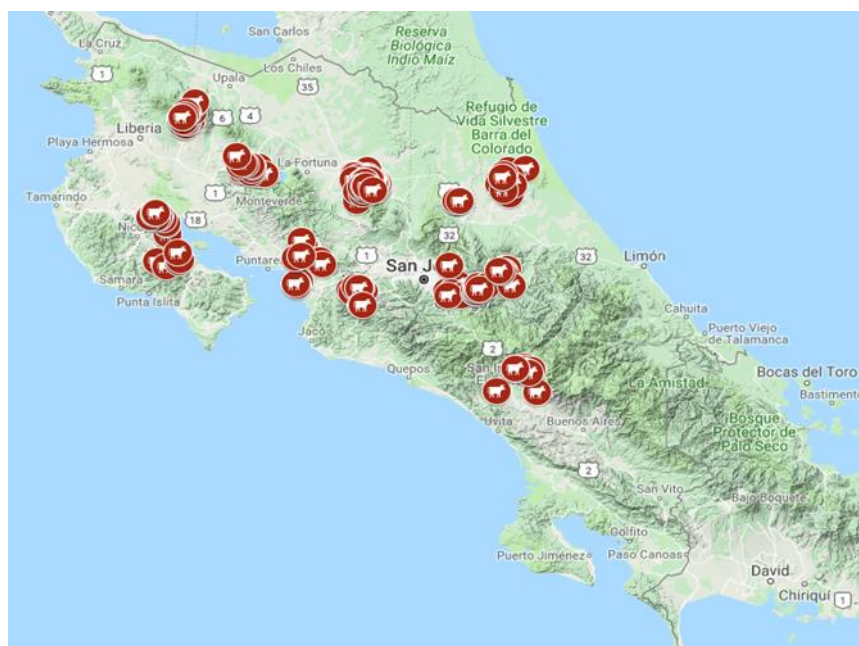 San Carlos
La Cruz
Los Chiles
Reserva
Biológica
Indio Maíz
1
Upala
35
6
4
Refugio de
Vida Silvestre
Barra del
Colorado
Liberia
Playa Hermosa
La Fortuna
Tamarindo
1
Monteverde
18
32
1
32
Limón
Sámara
Punta Islita
San J
Jacó
Cahuita
Puerto Viejo
de Talamanca
2
Quepos
La Amistad
Bocas del Toro
Bastimento
Uvita
Buenos Aires
Bosque
Protector de
Palo Seco
2
San Vito
Bajo Boquete
Golfito
Puerto Jiménez
Paso Canoas
David
Chiriquí
1